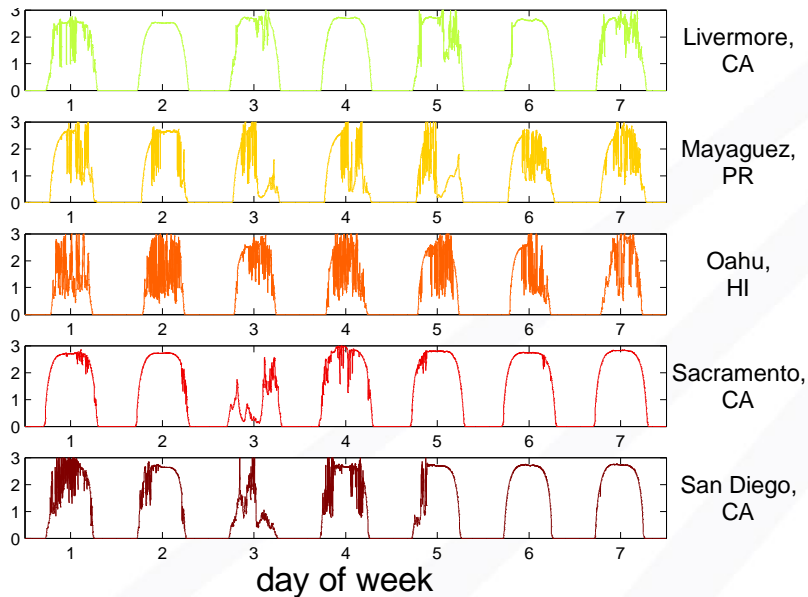 3
2
1
0
1 2 3 4 5 6 7
Livermore,
CA
3
2
1
0
1 2 3 4 5 6 7
Mayaguez,
PR
3
2
1
0
1 2 3 4 5 6 7
Oahu,
HI
3
2
1
0
1 2 3 4 5 6 7
Sacramento,
CA
3
2
1
0
1 2 3 4 5 6 7
San Diego,
CA
day of week